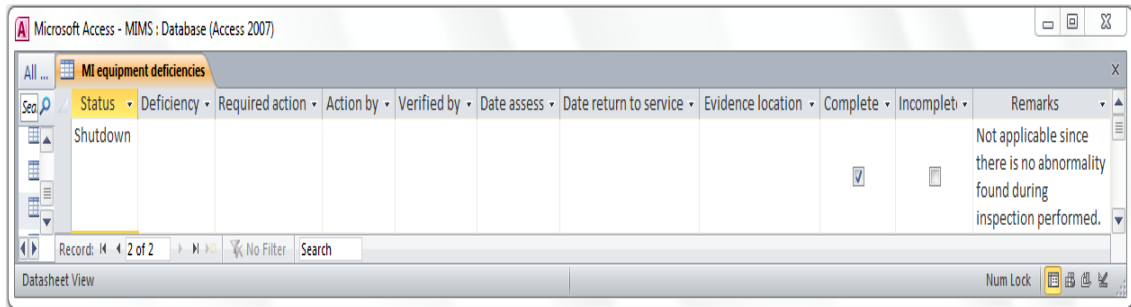 Microsoft Access - MIMS : Database (Access 2007)
All ... MI equipment deficiencies
Sea Status Deficiency Required action Action by Verified by Date assess Date return to service Evidence location Complete Incomplete Remarks
Shutdown
Not applicable since
there is no abnormality
found during
inspection performed.
Record: 2 of 2 No Filter Search
Datasheet View Num Lock